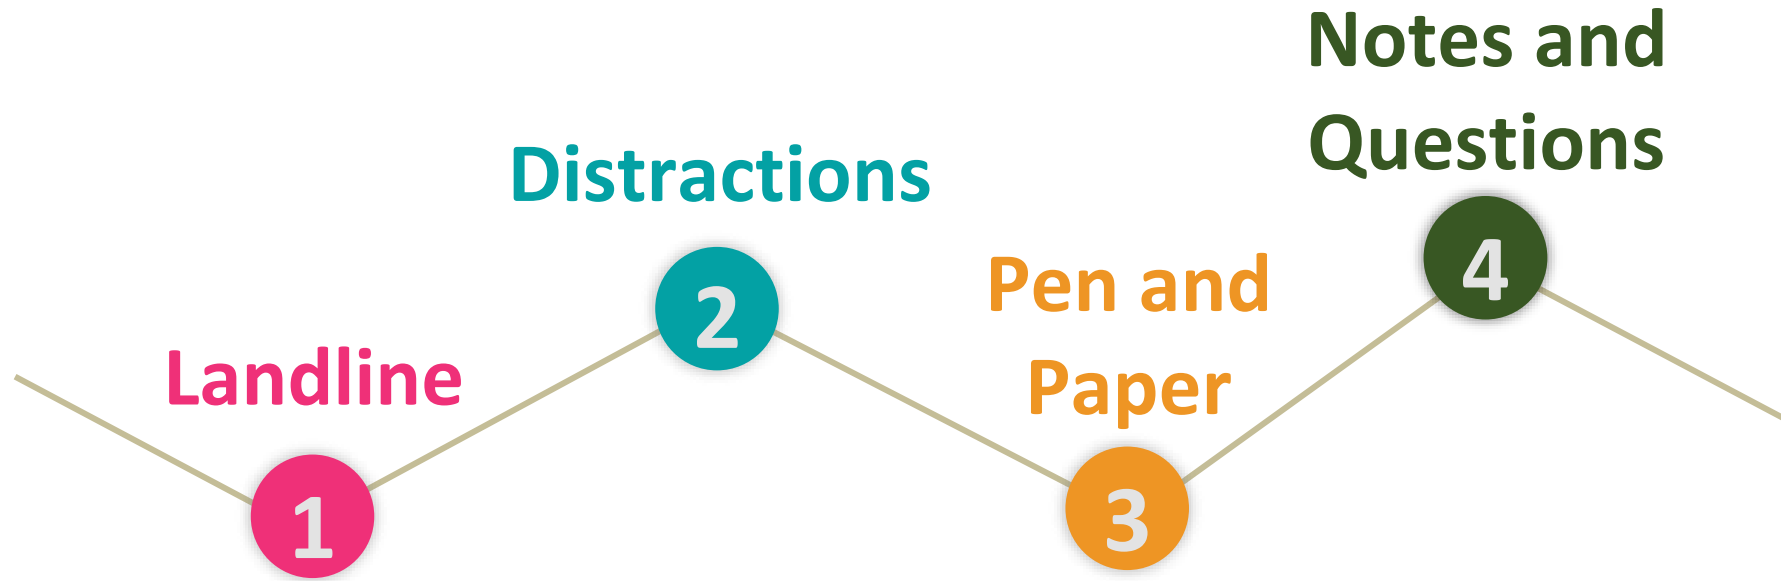 Landline
1
Distractions
2
Pen and
Paper
3
Notes and
Questions
4